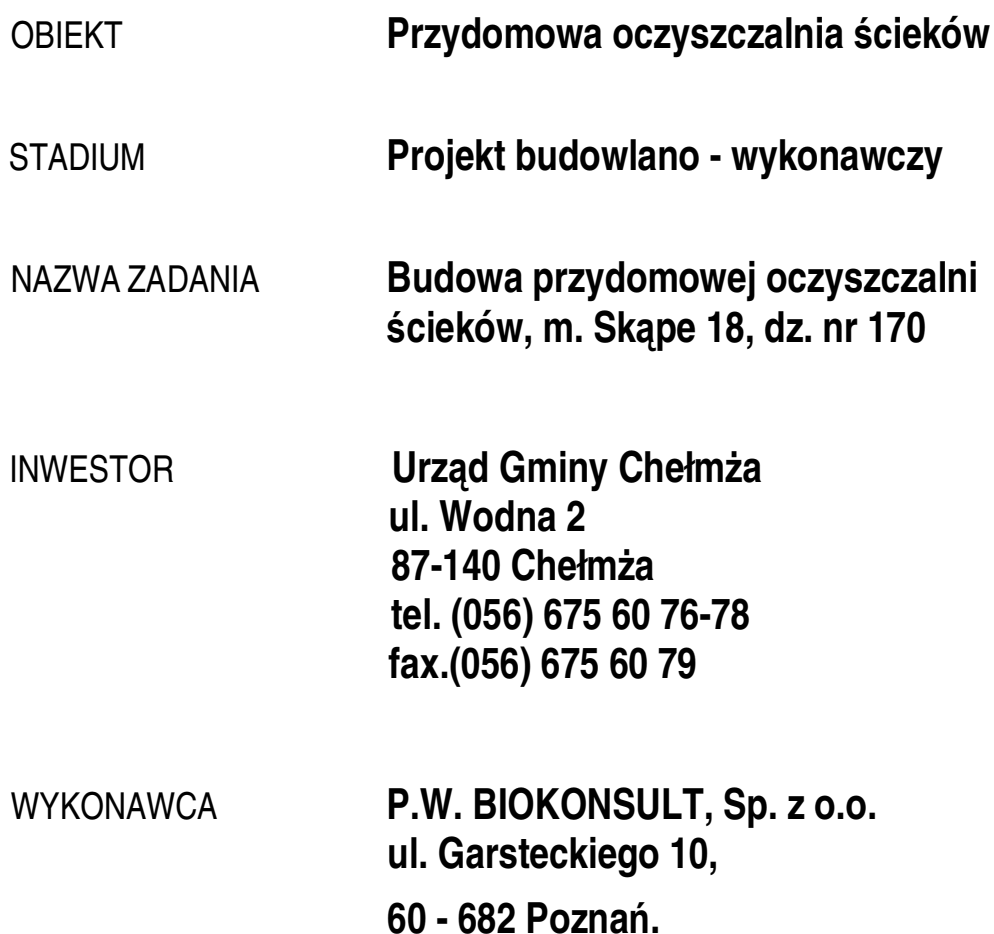 OBIEKT Przydomowa oczyszczalnia ścieków
STADIUM Projekt budowlano - wykonawczy
NAZWA ZADANIA Budowa przydomowej oczyszczalni
ścieków, m. Skąpe 18, dz. nr 170
INWESTOR Urząd Gminy Chełmża
ul. Wodna 2
87-140 Chełmża
tel. (056) 675 60 76-78
fax.(056) 675 60 79
WYKONAWCA P.W. BIOKONSULT, Sp. z o.o.
ul. Garsteckiego 10,
60 - 682 Poznań.